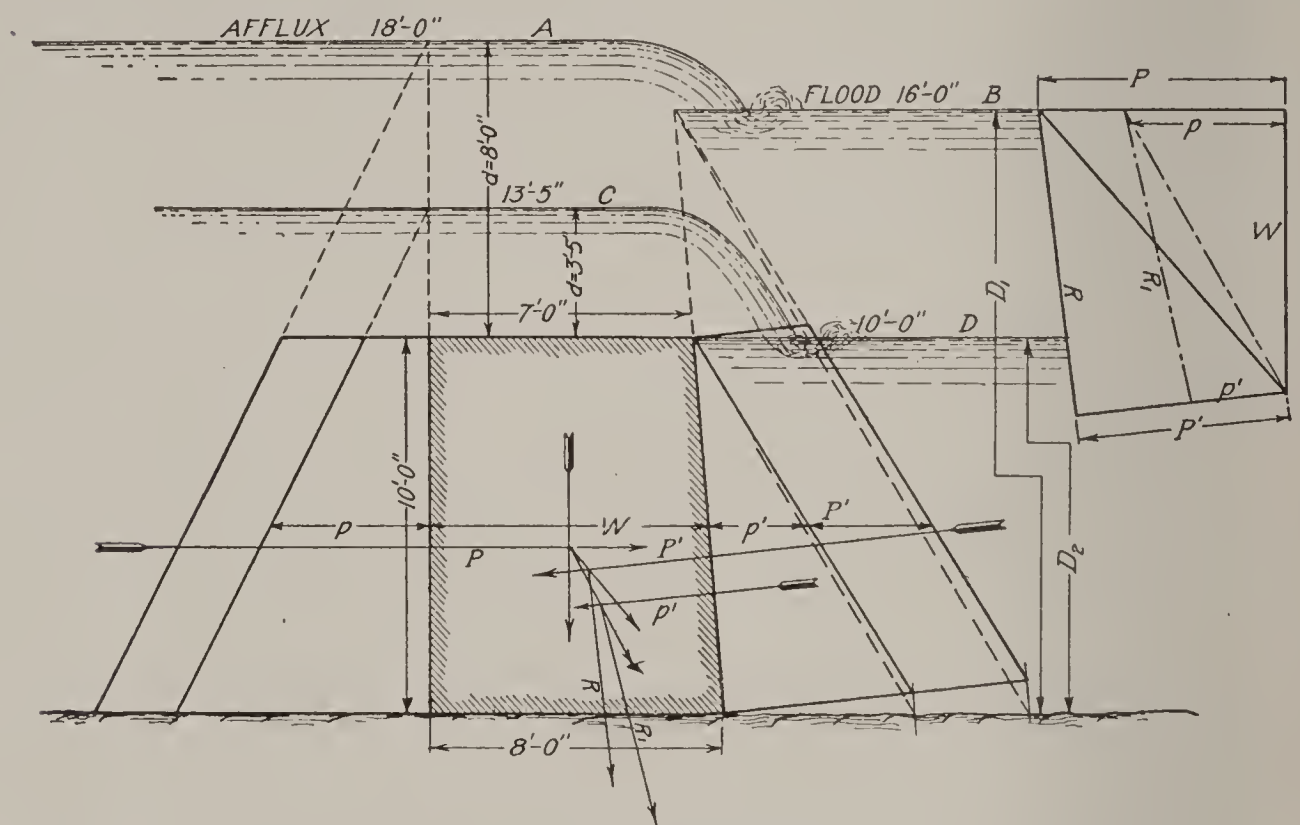 AFFLUX 18'-0" A
FLOOD 16'-0" B
P
p
d=8'-0"
13'-5" C
d=3'-5'
D₁
R
R₁
W
7'-0"
10'-0" D
p'
P'
10'-0"
p
W
p'
P'
P
P'
D₂
p'
R
R₁
8'-0"